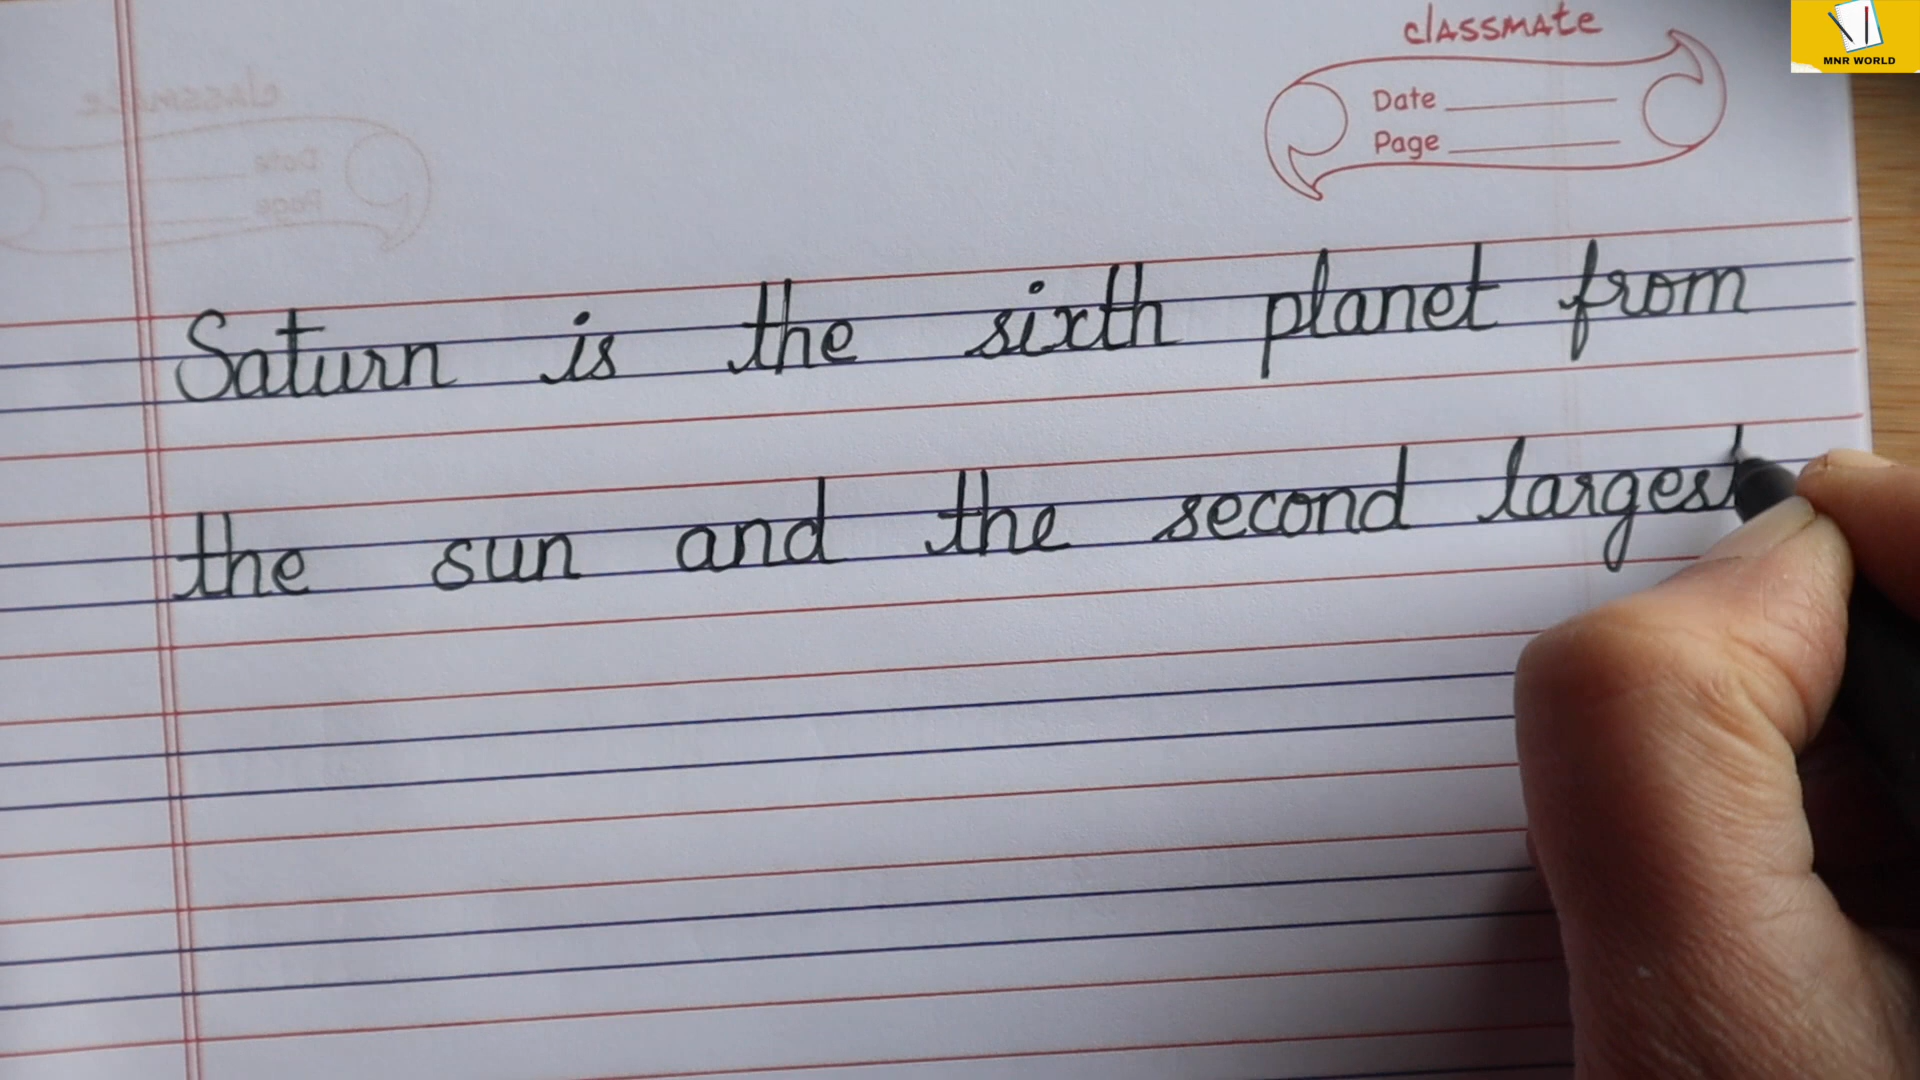 classmate
Date
Page
MNR WORLD
Saturn is the sixth planet from
the sun and the second largest